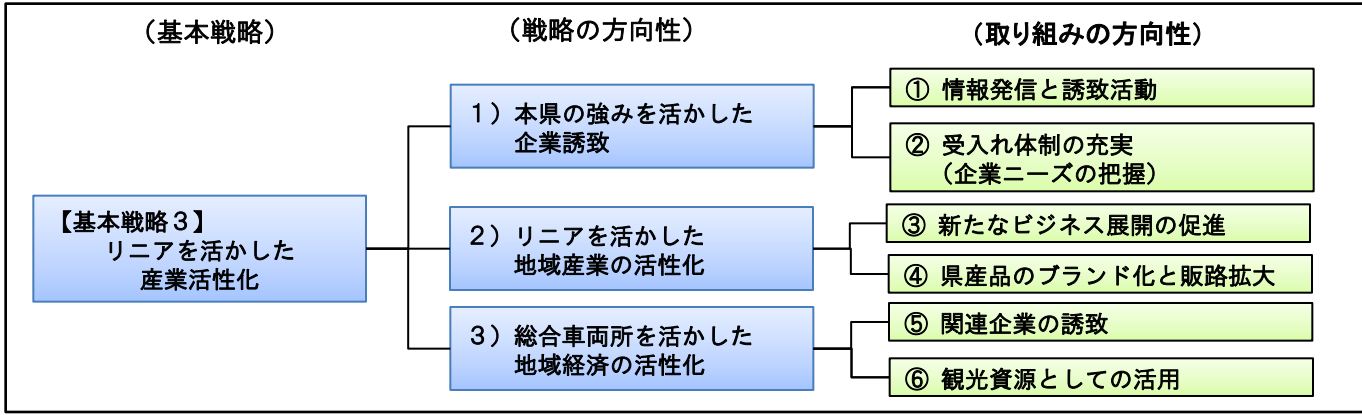 （基本戦略）
（戦略の方向性）
（取り組みの方向性）
【基本戦略３】
リニアを活かした
産業活性化
１）本県の強みを活かした
企業誘致
① 情報発信と誘致活動
② 受入れ体制の充実
（企業ニーズの把握）
２）リニアを活かした
地域産業の活性化
③ 新たなビジネス展開の促進
④ 県産品のブランド化と販路拡大
３）総合車両所を活かした
地域経済の活性化
⑤ 関連企業の誘致
⑥ 観光資源としての活用